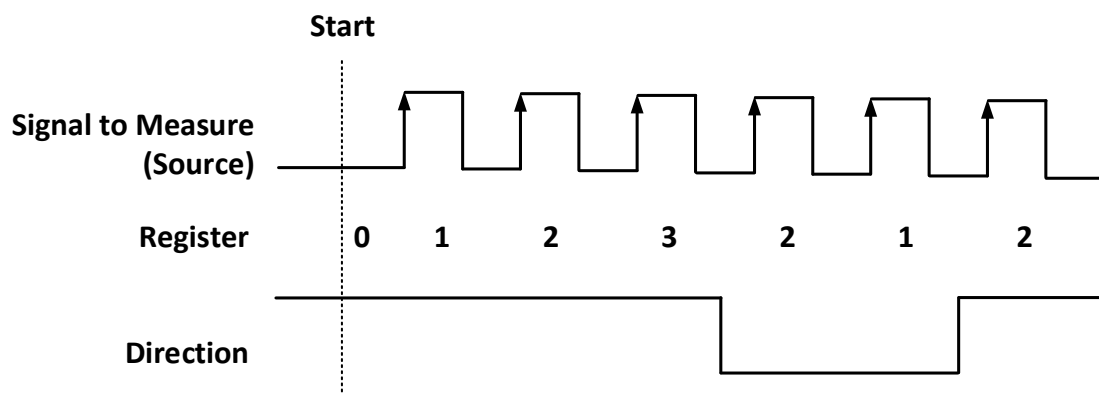 Start
Signal to Measure
(Source)
Register 0 1 2 3 2 1 2
Direction